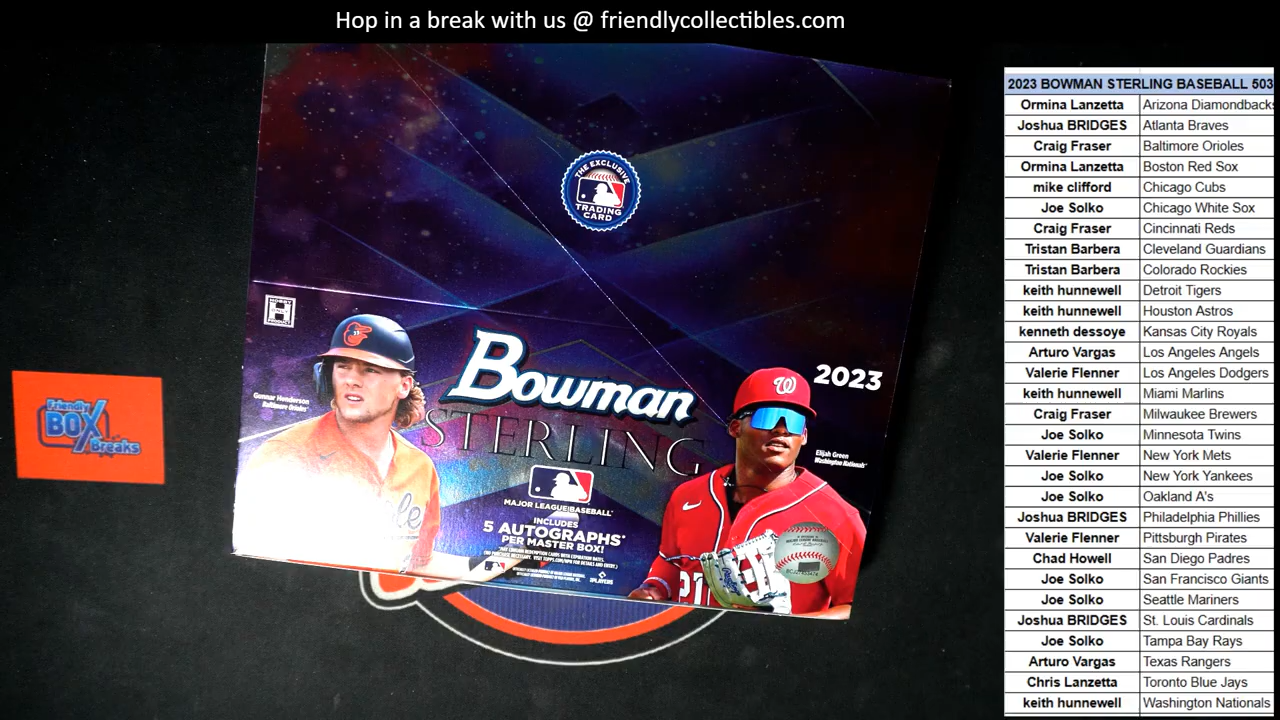 Hop in a break with us @ friendlycollectibles.com
THE EXCLUSIVE
TRADING
CARD
HOBBY
Gunnar Henderson
Baltimore Orioles
Bowman
STERLING
2023
Elijah Green
Washington Nationals
MAJOR LEAGUE BASEBALL
INCLUDES
5 AUTOGRAPHS*
PER MASTER BOX!
Friendly
BOX
Breaks
2023 BOWMAN STERLING BASEBALL 503
Ormina Lanzetta Arizona Diamondbacks
Joshua BRIDGES Atlanta Braves
Craig Fraser Baltimore Orioles
Ormina Lanzetta Boston Red Sox
mike clifford Chicago Cubs
Joe Solko Chicago White Sox
Craig Fraser Cincinnati Reds
Tristan Barbera Cleveland Guardians
Tristan Barbera Colorado Rockies
keith hunnewell Detroit Tigers
keith hunnewell Houston Astros
kenneth dessoye Kansas City Royals
Arturo Vargas Los Angeles Angels
Valerie Flenner Los Angeles Dodgers
keith hunnewell Miami Marlins
Craig Fraser Milwaukee Brewers
Joe Solko Minnesota Twins
Valerie Flenner New York Mets
Joe Solko New York Yankees
Joe Solko Oakland A's
Joshua BRIDGES Philadelphia Phillies
Valerie Flenner Pittsburgh Pirates
Chad Howell San Diego Padres
Joe Solko San Francisco Giants
Joe Solko Seattle Mariners
Joshua BRIDGES St. Louis Cardinals
Joe Solko Tampa Bay Rays
Arturo Vargas Texas Rangers
Chris Lanzetta Toronto Blue Jays
keith hunnewell Washington Nationals